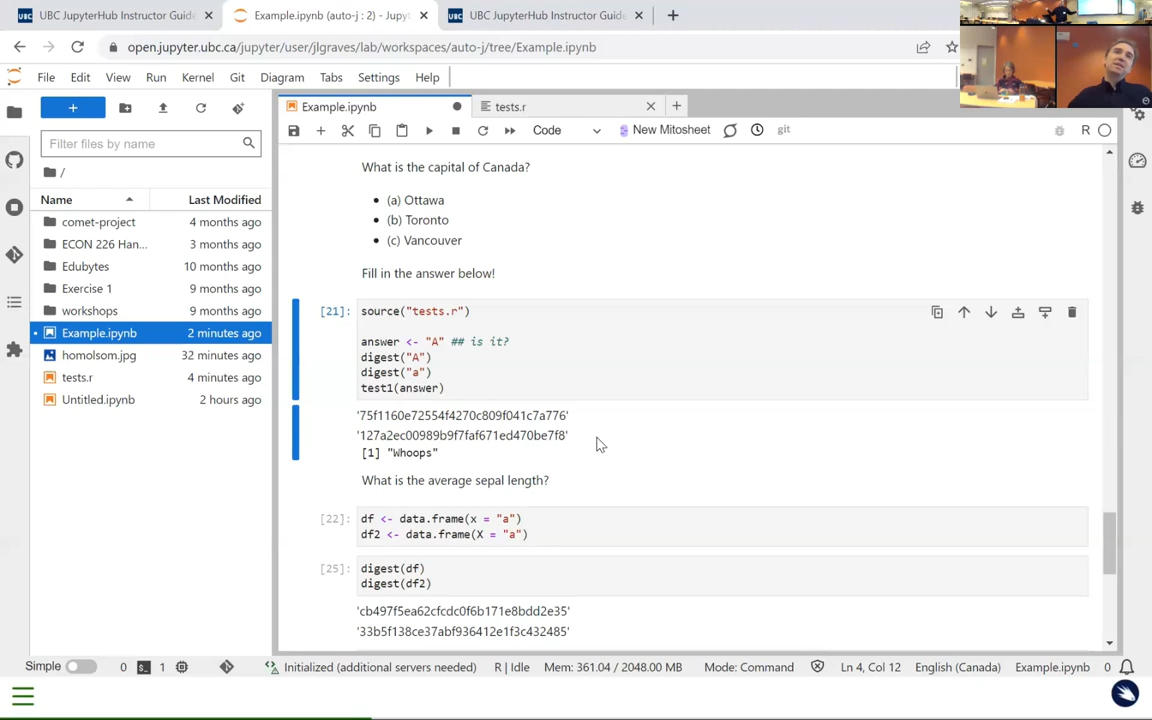 UBC JupyterHub Instructor Guide
Example.ipynb (auto-j : 2) - Jupyt
UBC JupyterHub Instructor Guide
open.jupyter.ubc.ca/jupyter/user/jlgraves/lab/workspaces/auto-j/tree/Example.ipynb
File Edit View Run Kernel Git Diagram Tabs Settings Help
Example.ipynb
tests.r
Filter files by name
Code
New Mitosheet
git
R
/
Name Last Modified
comet-project 4 months ago
ECON 226 Han... 3 months ago
Edubytes 10 months ago
Exercise 1 9 months ago
workshops 9 months ago
Example.ipynb 2 minutes ago
homolsom.jpg 32 minutes ago
tests.r 4 minutes ago
Untitled.ipynb 2 hours ago
What is the capital of Canada?
• (a) Ottawa
• (b) Toronto
• (c) Vancouver
Fill in the answer below!
[21]: source("tests.r")
answer <- "A" ## is it?
digest("A")
digest("a")
test1(answer)
'75f1160e72554f4270c809f041c7a776'
'127a2ec00989b9f7faf671ed470be7f8'
[1] "Whoops"
What is the average sepal length?
[22]: df <- data.frame(x = "a")
df2 <- data.frame(X = "a")
[25]: digest(df)
digest(df2)
'cb497f5ea62cfcdc0f6b171e8bdd2e35'
'33b5f138ce37abf936412e1f3c432485'
Simple 0 1 Initialized (additional servers needed) R | Idle Mem: 361.04 / 2048.00 MB Mode: Command Ln 4, Col 12 English (Canada) Example.ipynb 0